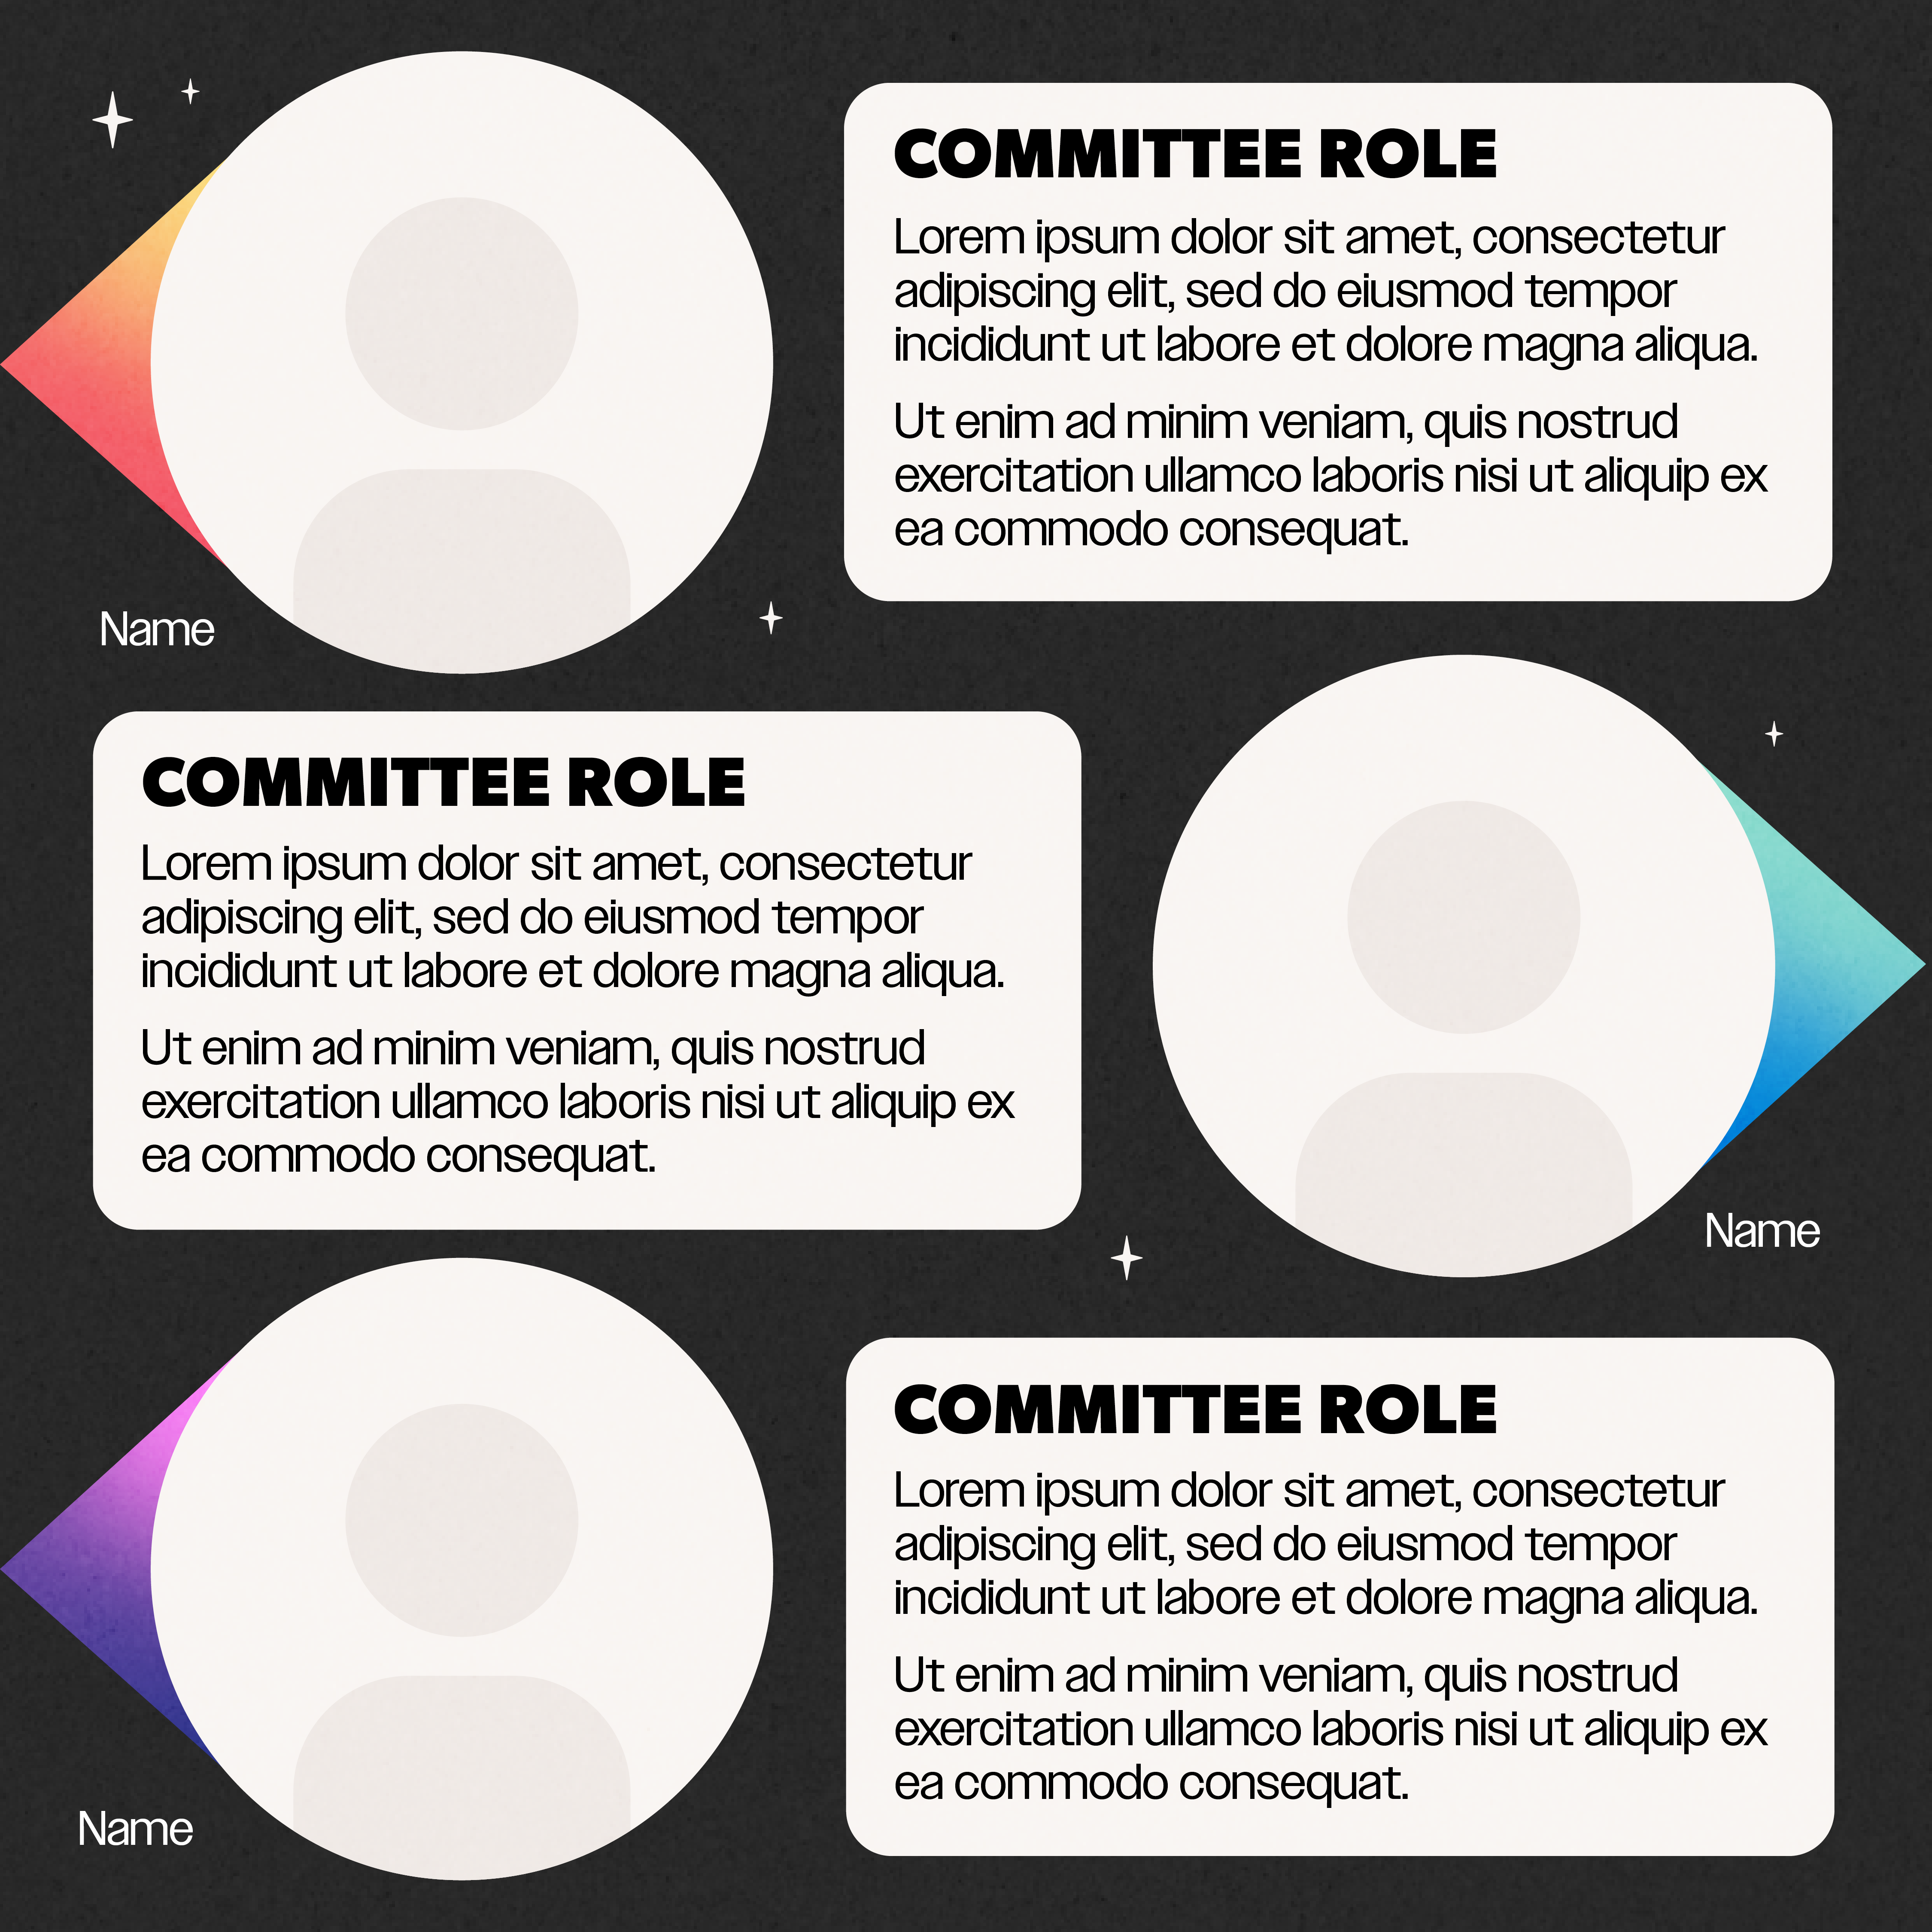 COMMITTEE ROLE
Lorem ipsum dolor sit amet, consectetur
adipiscing elit, sed do eiusmod tempor
incididunt ut labore et dolore magna aliqua.
Ut enim ad minim veniam, quis nostrud
exercitation ullamco laboris nisi ut aliquip ex
ea commodo consequat.
Name
COMMITTEE ROLE
Lorem ipsum dolor sit amet, consectetur
adipiscing elit, sed do eiusmod tempor
incididunt ut labore et dolore magna aliqua.
Ut enim ad minim veniam, quis nostrud
exercitation ullamco laboris nisi ut aliquip ex
ea commodo consequat.
Name
COMMITTEE ROLE
Lorem ipsum dolor sit amet, consectetur
adipiscing elit, sed do eiusmod tempor
incididunt ut labore et dolore magna aliqua.
Ut enim ad minim veniam, quis nostrud
exercitation ullamco laboris nisi ut aliquip ex
ea commodo consequat.
Name